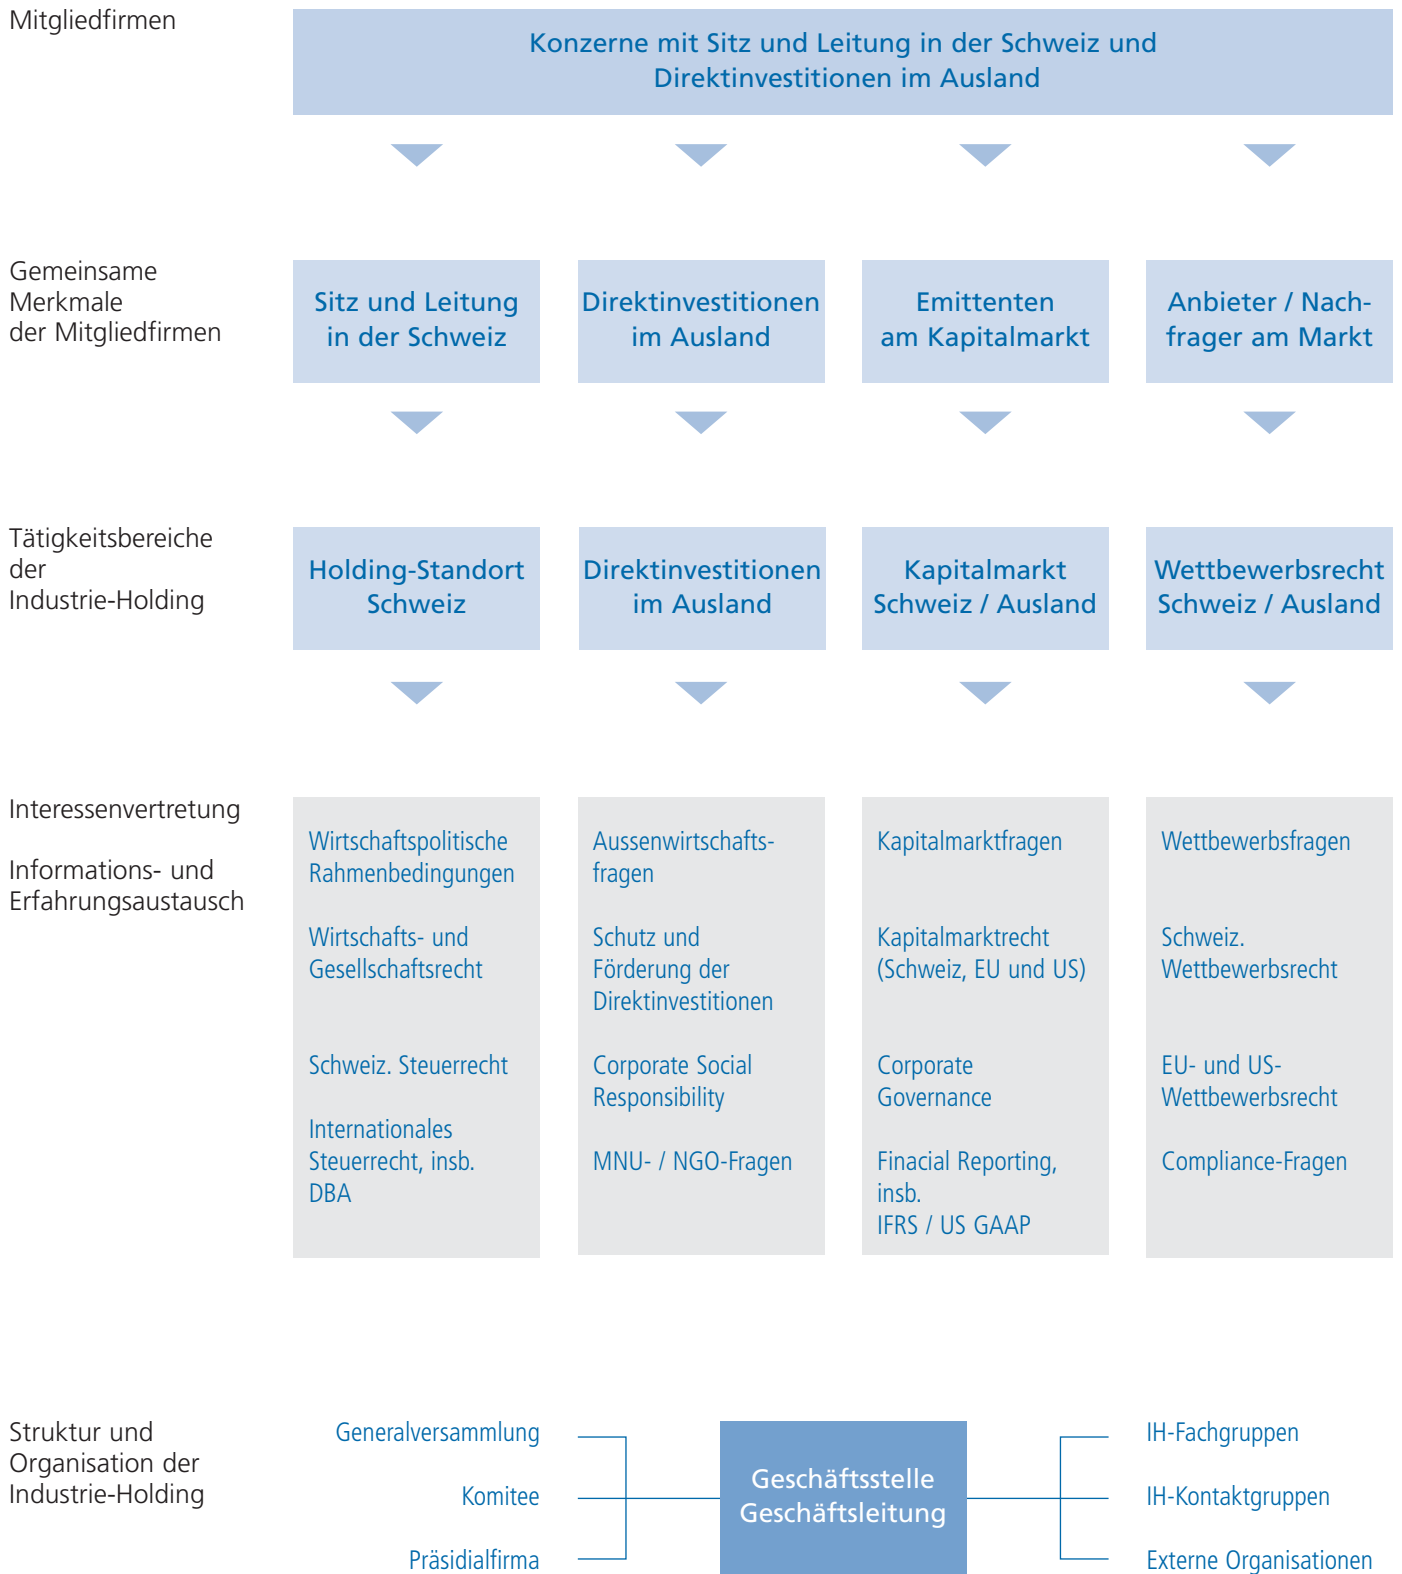 Mitgliedfirmen
Konzerne mit Sitz und Leitung in der Schweiz und
Direktinvestitionen im Ausland
Gemeinsame
Merkmale
der Mitgliedfirmen
Sitz und Leitung
in der Schweiz
Direktinvestitionen
im Ausland
Emittenten
am Kapitalmarkt
Anbieter / Nach-
frager am Markt
Tätigkeitsbereiche
der
Industrie-Holding
Holding-Standort
Schweiz
Direktinvestitionen
im Ausland
Kapitalmarkt
Schweiz / Ausland
Wettbewerbsrecht
Schweiz / Ausland
Interessenvertretung
Informations- und
Erfahrungsaustausch
Wirtschaftspolitische
Rahmenbedingungen
Wirtschafts- und
Gesellschaftsrecht
Schweiz. Steuerrecht
Internationales
Steuerrecht, insb.
DBA
Aussenwirtschafts-
fragen
Schutz und
Förderung der
Direktinvestitionen
Corporate Social
Responsibility
MNU- / NGO-Fragen
Kapitalmarktfragen
Kapitalmarktrecht
(Schweiz, EU und US)
Corporate
Governance
Finacial Reporting,
insb.
IFRS / US GAAP
Wettbewerbsfragen
Schweiz.
Wettbewerbsrecht
EU- und US-
Wettbewerbsrecht
Compliance-Fragen
Struktur und
Organisation der
Industrie-Holding
Generalversammlung
Komitee
Präsidialfirma
Geschäftsstelle
Geschäftsleitung
IH-Fachgruppen
IH-Kontaktgruppen
Externe Organisationen